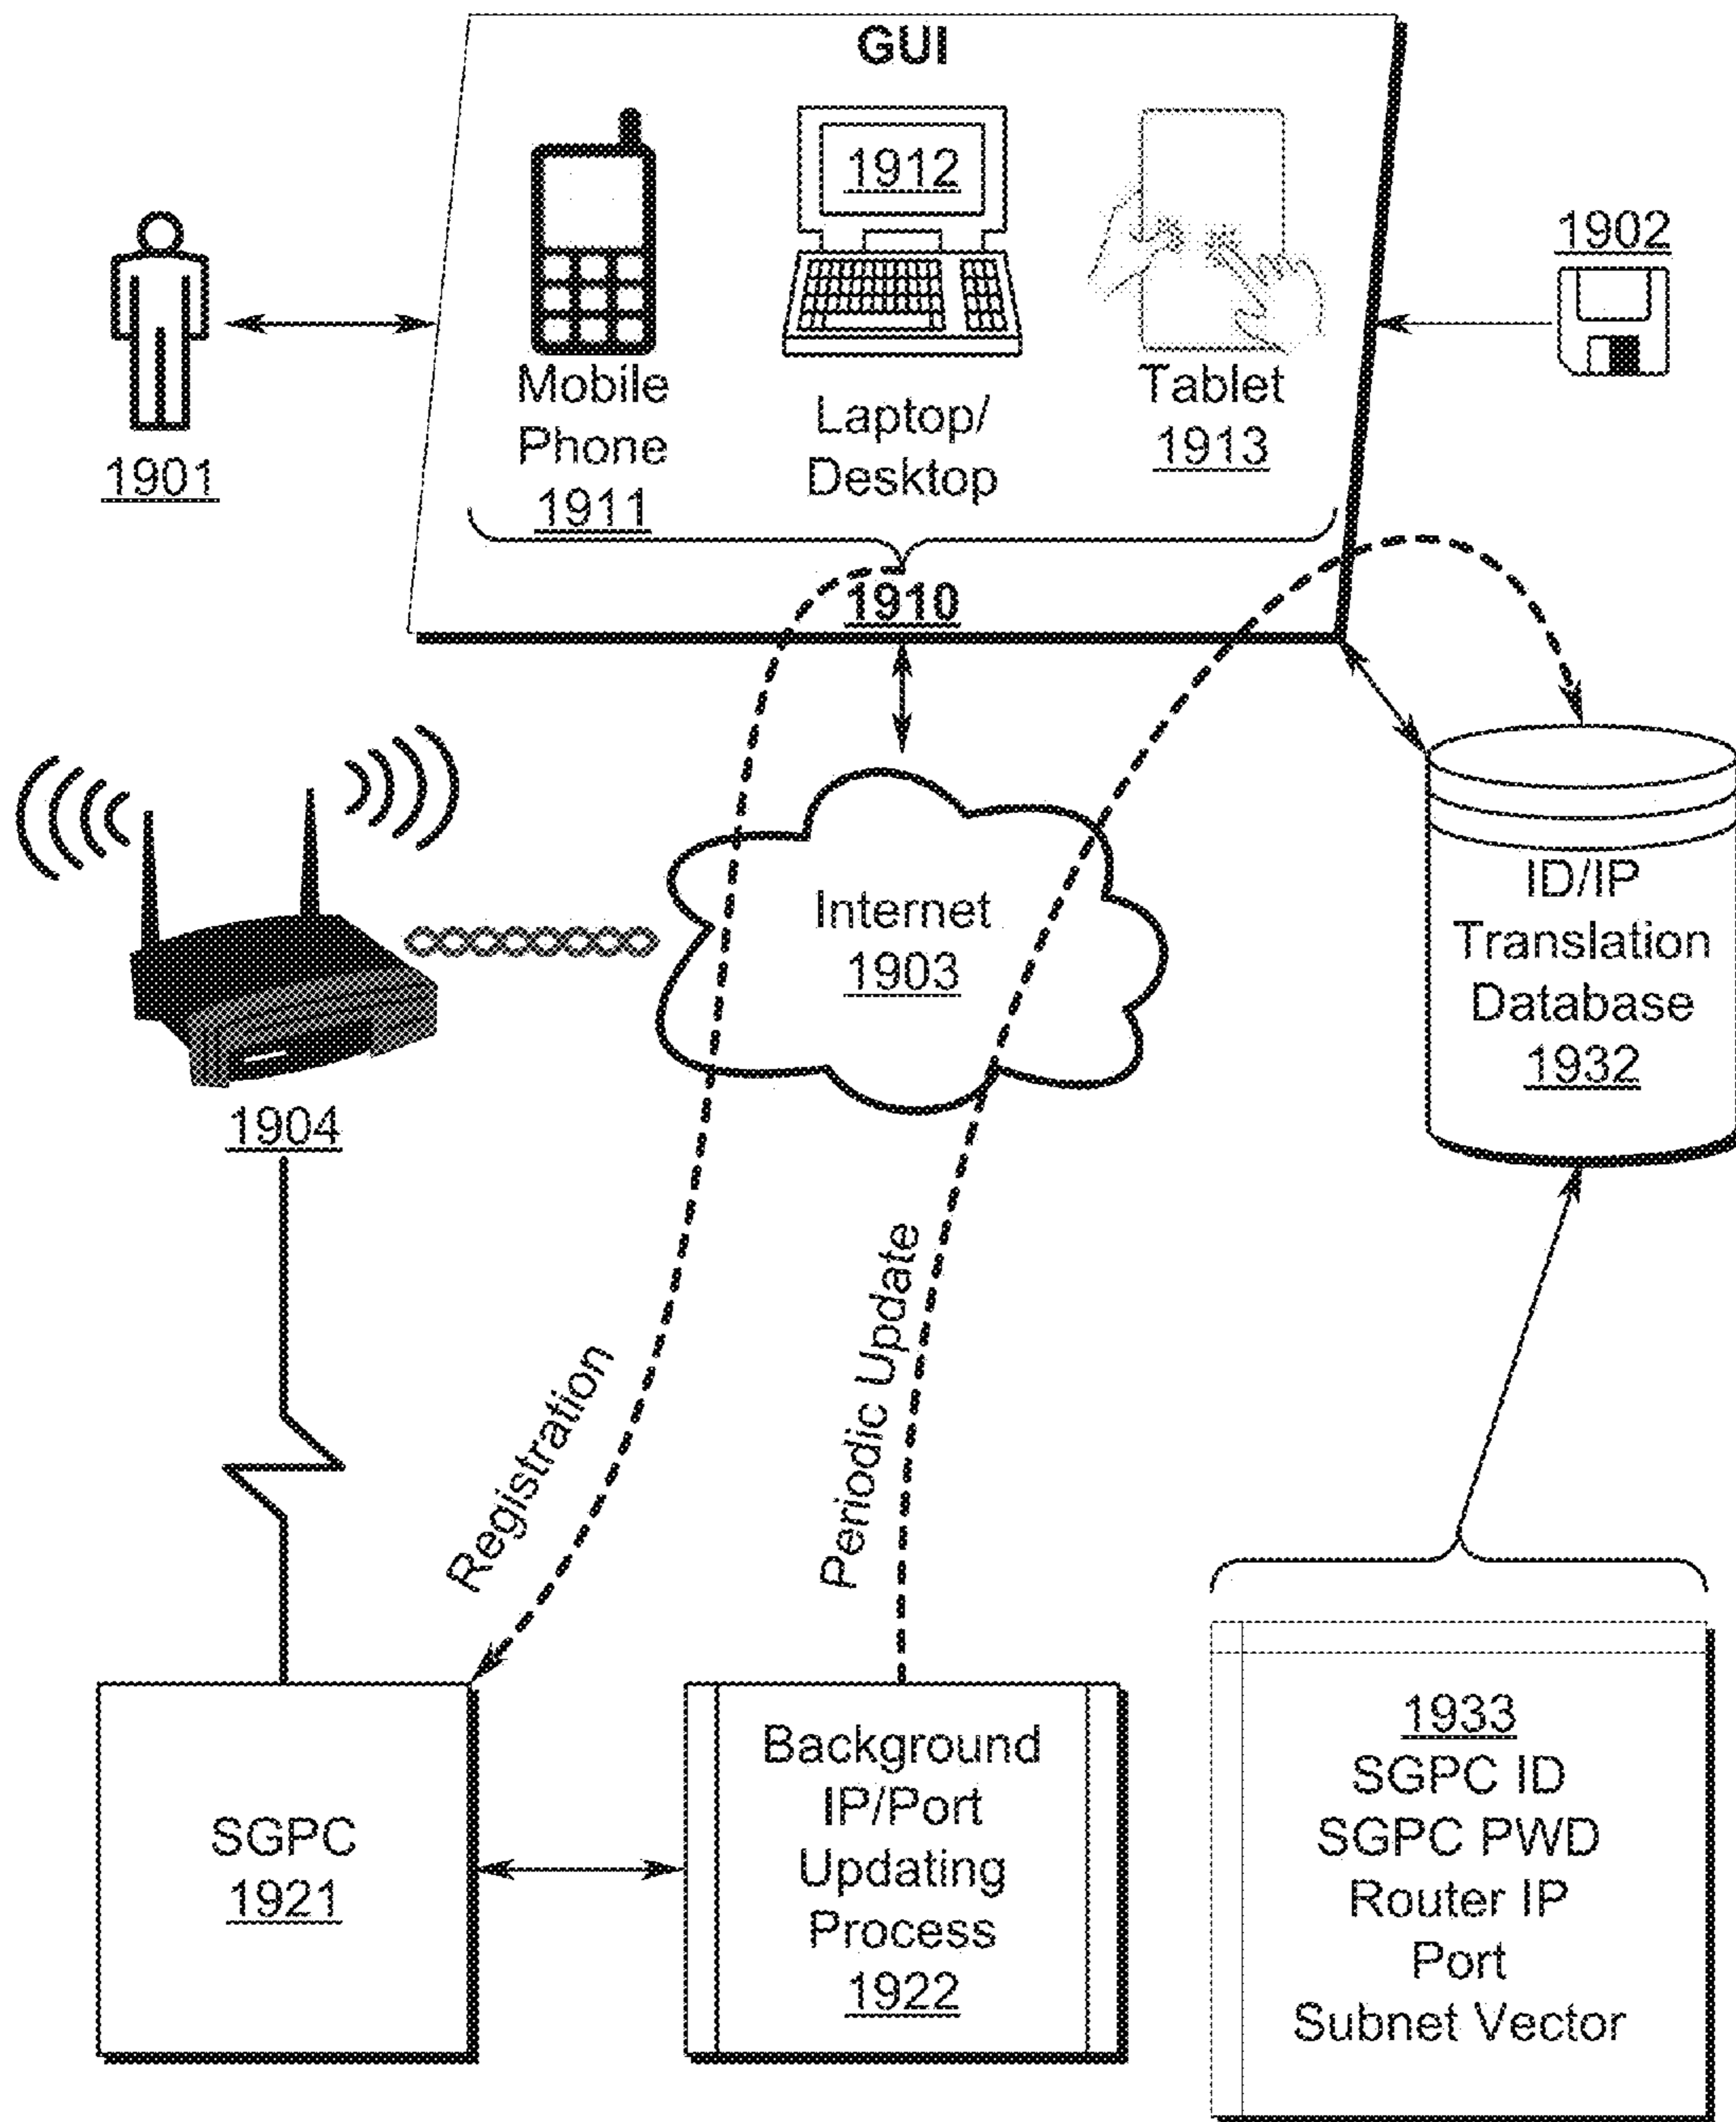 GUI
1912
1902
Mobile
Phone
1911
Laptop/
Desktop
Tablet
1913
1901
1910
Internet
1903
ID/IP
Translation
Database
1932
1904
Registration
Periodic Update
SGPC
1921
Background
IP/Port
Updating
Process
1922
1933
SGPC ID
SGPC PWD
Router IP
Port
Subnet Vector